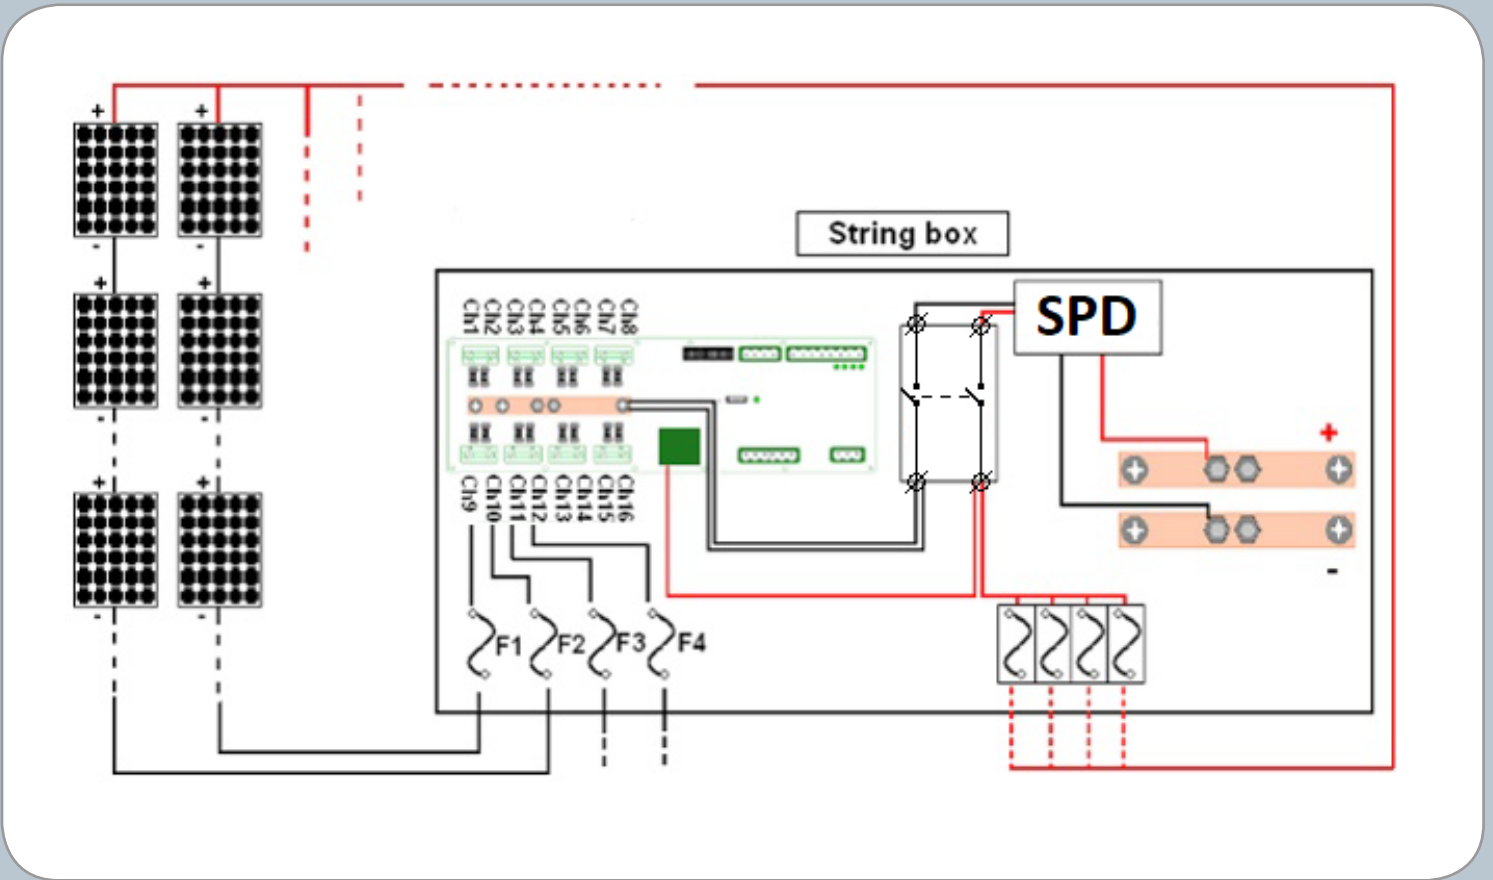 + +
- -
+ +
- -
+ +
- -
String box
SPD
Ch1 Ch2 Ch3 Ch4 Ch5 Ch6 Ch7 Ch8
Ch9 Ch10 Ch11 Ch12 Ch13 Ch14 Ch15 Ch16
+
-
F1 F2 F3 F4